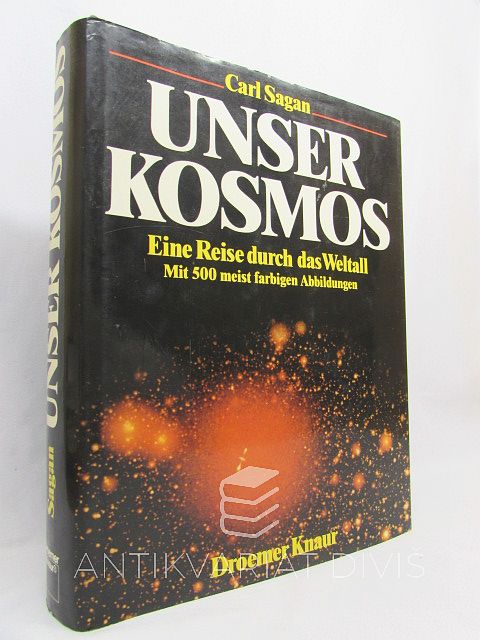 Carl Sagan
UNSER
KOSMOS
Eine Reise durch das Weltall
Mit 500 meist farbigen Abbildungen
Droemer Knaur
UNSER KOSMOS
Sagan
ANTIKVARIÁT DIVIŠ